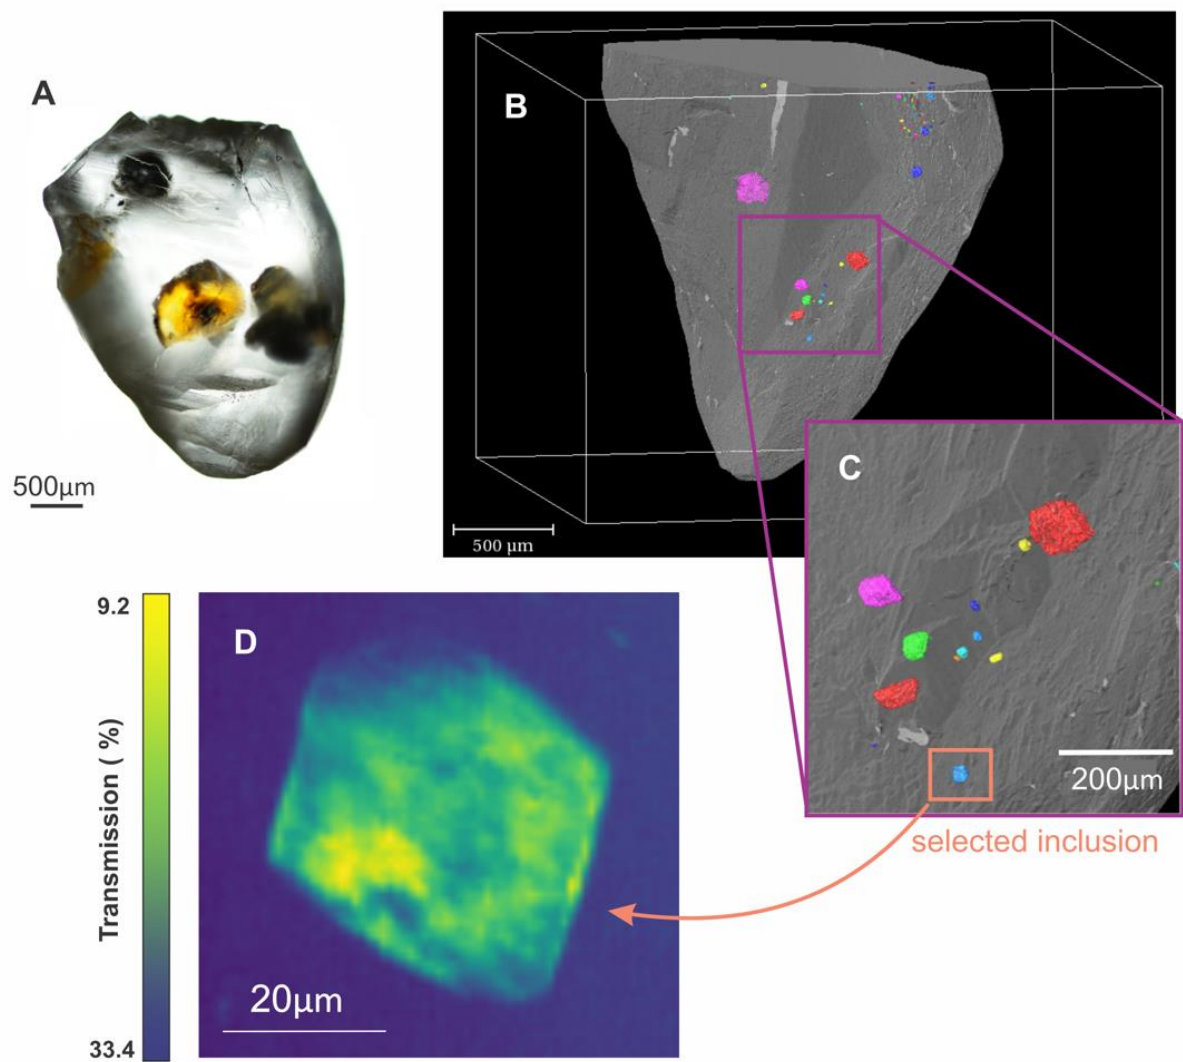 A
500µm
B
500 µm
C
200µm
selected inclusion
D
20µm
9.2
Transmission ( %)
33.4